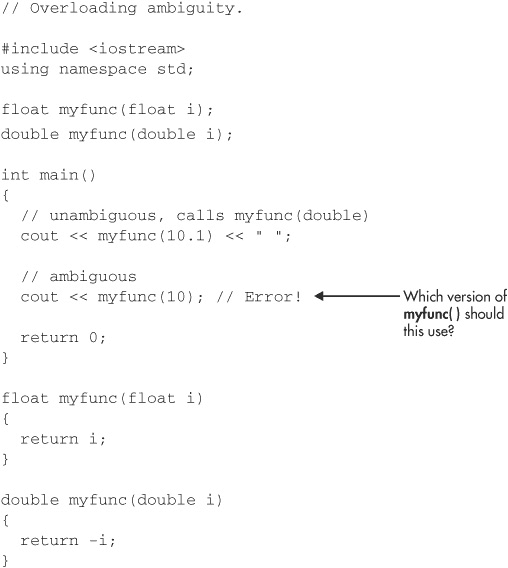 // Overloading ambiguity.
#include <iostream>
using namespace std;
float myfunc(float i);
double myfunc(double i);
int main()
{
// unambiguous, calls myfunc(double)
cout << myfunc(10.1) << " ";
// ambiguous
cout << myfunc(10); // Error!
Which version of
myfunc( ) should
this use?
return 0;
}
float myfunc(float i)
{
return i;
}
double myfunc(double i)
{
return -i;
}